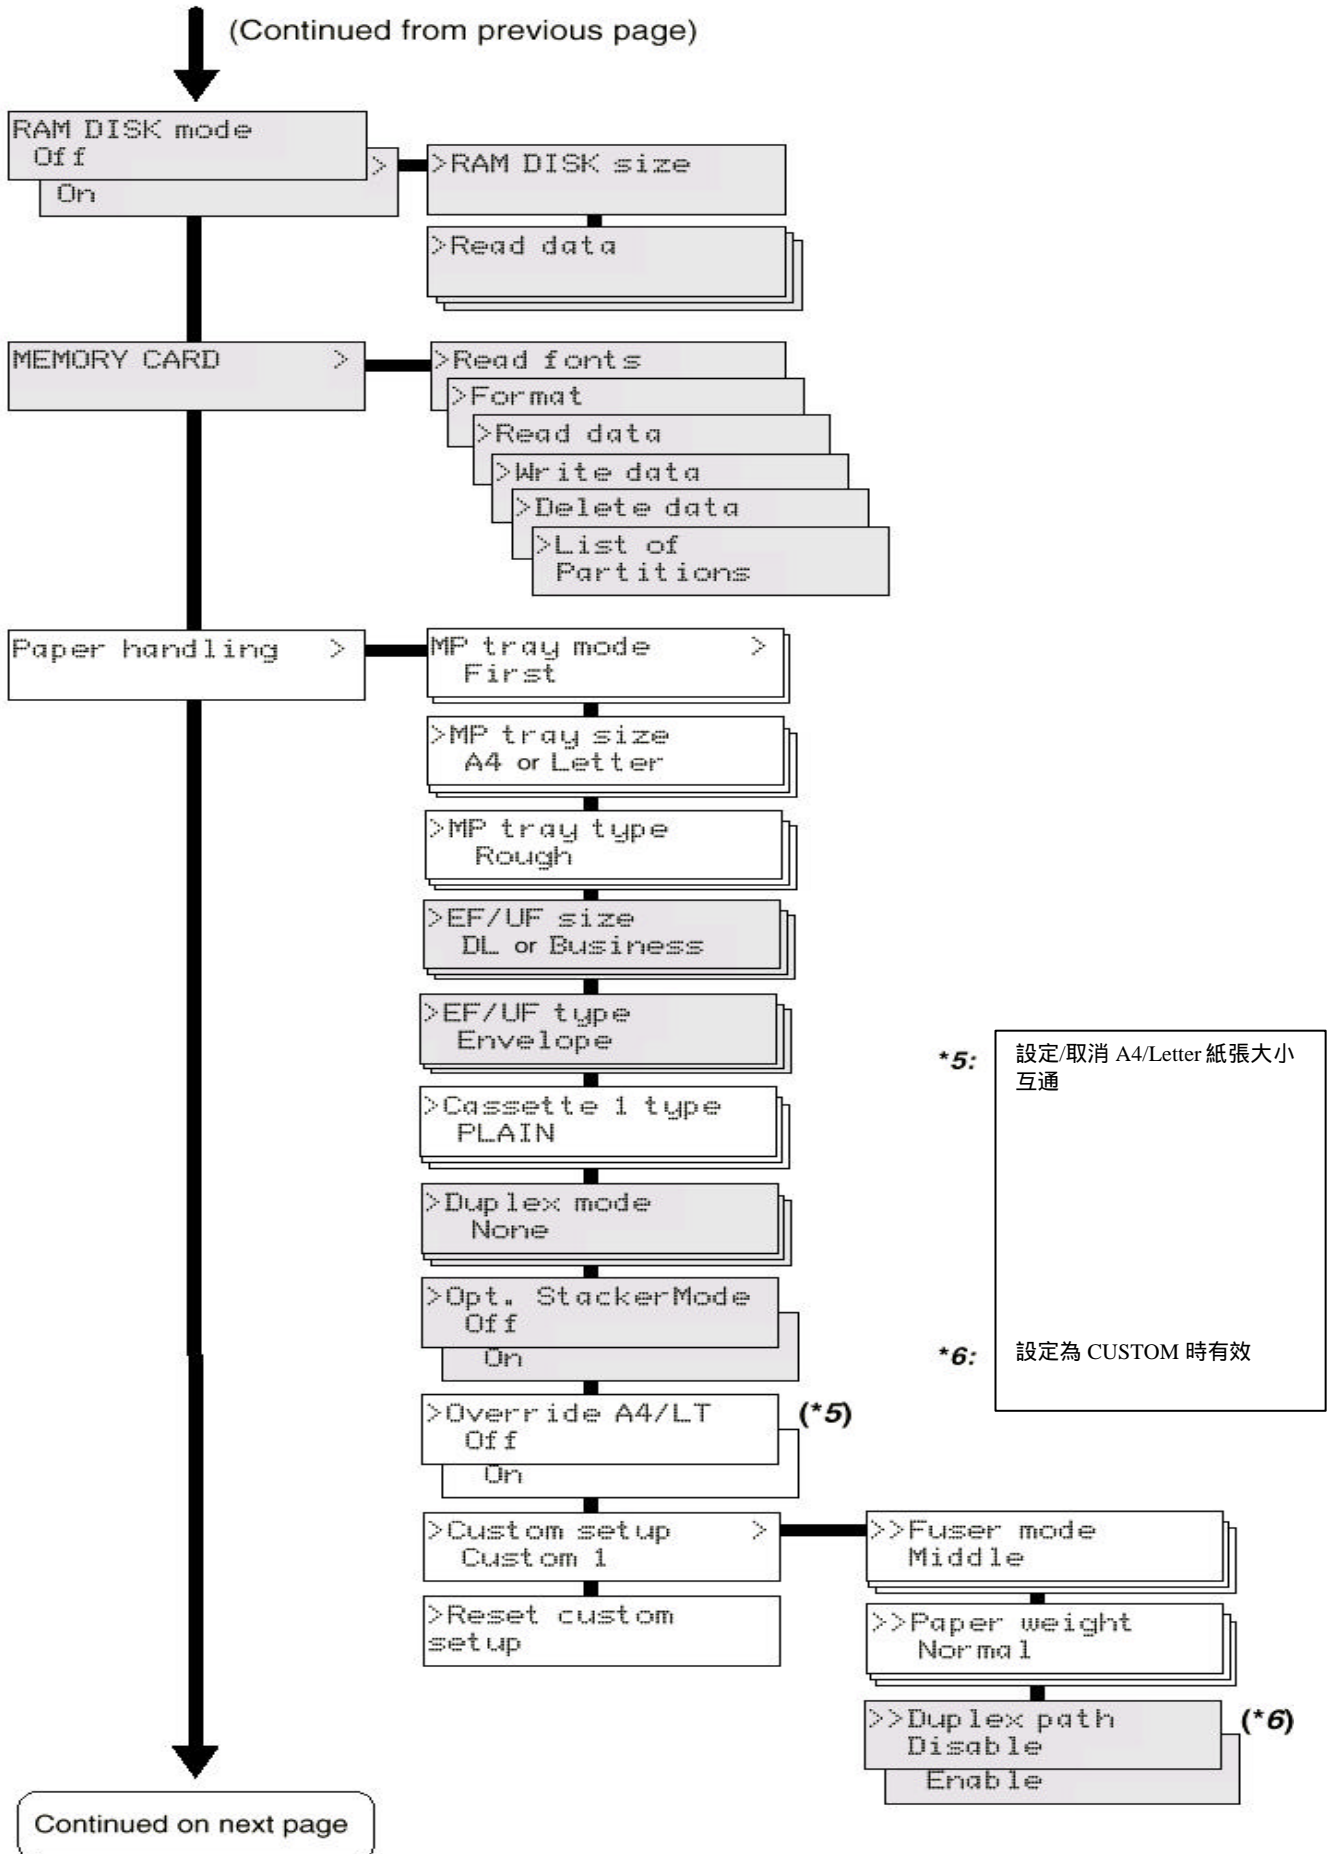 (Continued from previous page)
RAM DISK mode
Off
>
On
>RAM DISK size
>Read data
MEMORY CARD >
>Read fonts
>Format
>Read data
>Write data
>Delete data
>List of
Partitions
Paper handling >
MP tray mode >
First
>MP tray size
A4 or Letter
>MP tray type
Rough
>EF/UF size
DL or Business
>EF/UF type
Envelope
>Cassette 1 type
PLAIN
>Duplex mode
None
>Opt. StackerMode
Off
On
>Override A4/LT
Off
On
(*5)
>Custom setup >
Custom 1
>Reset custom
setup
>>Fuser mode
Middle
>>Paper weight
Normal
>>Duplex path
Disable
Enable
(*6)
*5: 設定/取消 A4/Letter 紙張大小
互通
*6: 設定為 CUSTOM 時有效
Continued on next page